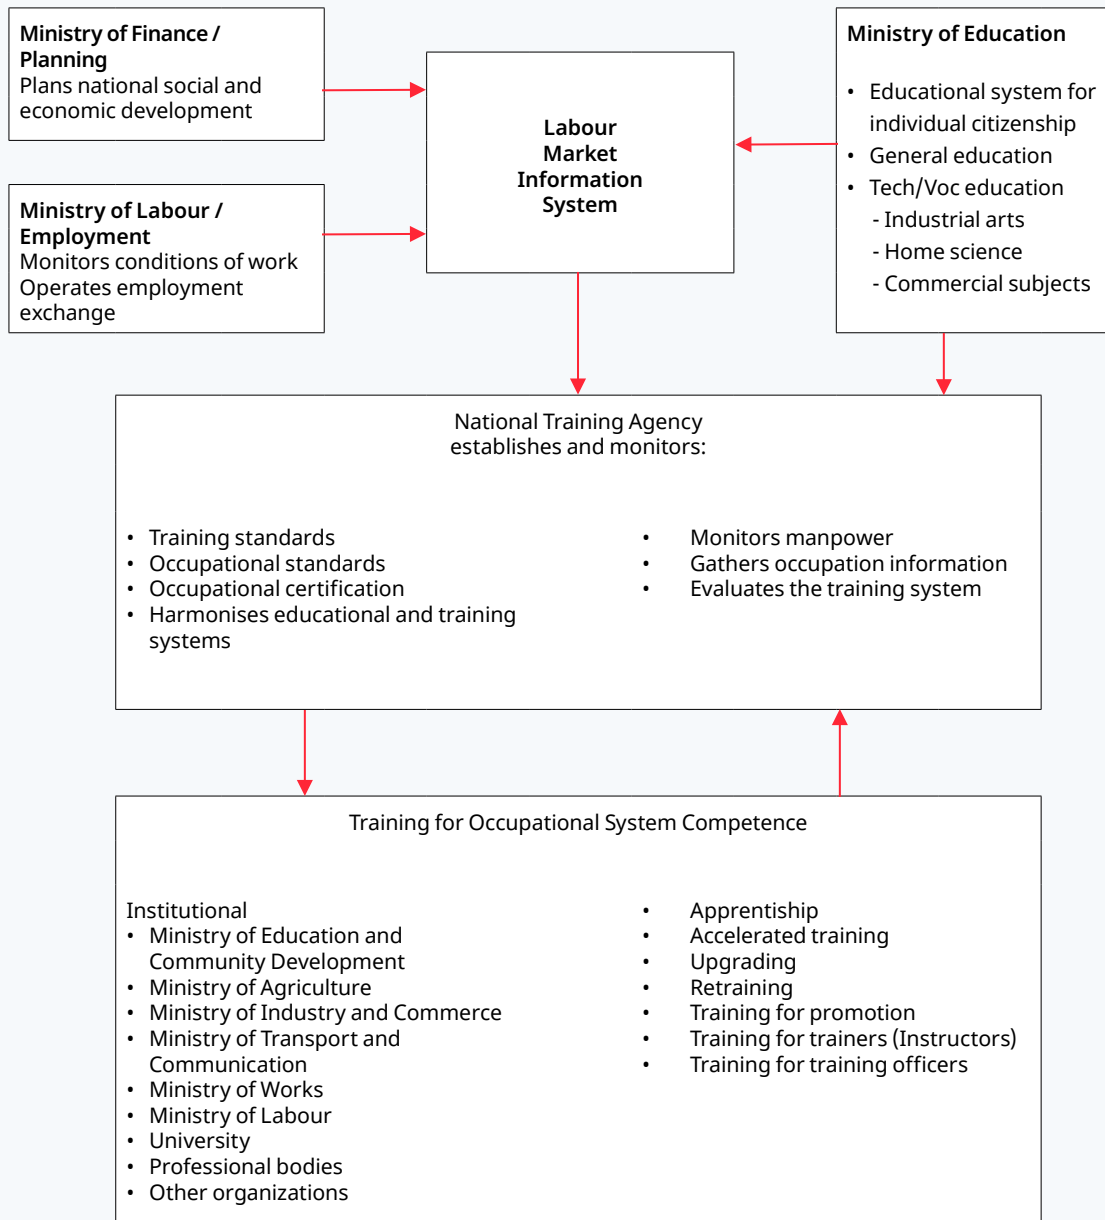 Ministry of Finance /
Planning
Plans national social and
economic development
Ministry of Labour /
Employment
Monitors conditions of work
Operates employment
exchange
Labour
Market
Information
System
Ministry of Education
• Educational system for
individual citizenship
• General education
• Tech/Voc education
- Industrial arts
- Home science
- Commercial subjects
National Training Agency
establishes and monitors:
• Training standards
• Occupational standards
• Occupational certification
• Harmonises educational and training
systems
• Monitors manpower
• Gathers occupation information
• Evaluates the training system
Training for Occupational System Competence
Institutional
• Ministry of Education and
Community Development
• Ministry of Agriculture
• Ministry of Industry and Commerce
• Ministry of Transport and
Communication
• Ministry of Works
• Ministry of Labour
• University
• Professional bodies
• Other organizations
• Apprentiship
• Accelerated training
• Upgrading
• Retraining
• Training for promotion
• Training for trainers (Instructors)
• Training for training officers